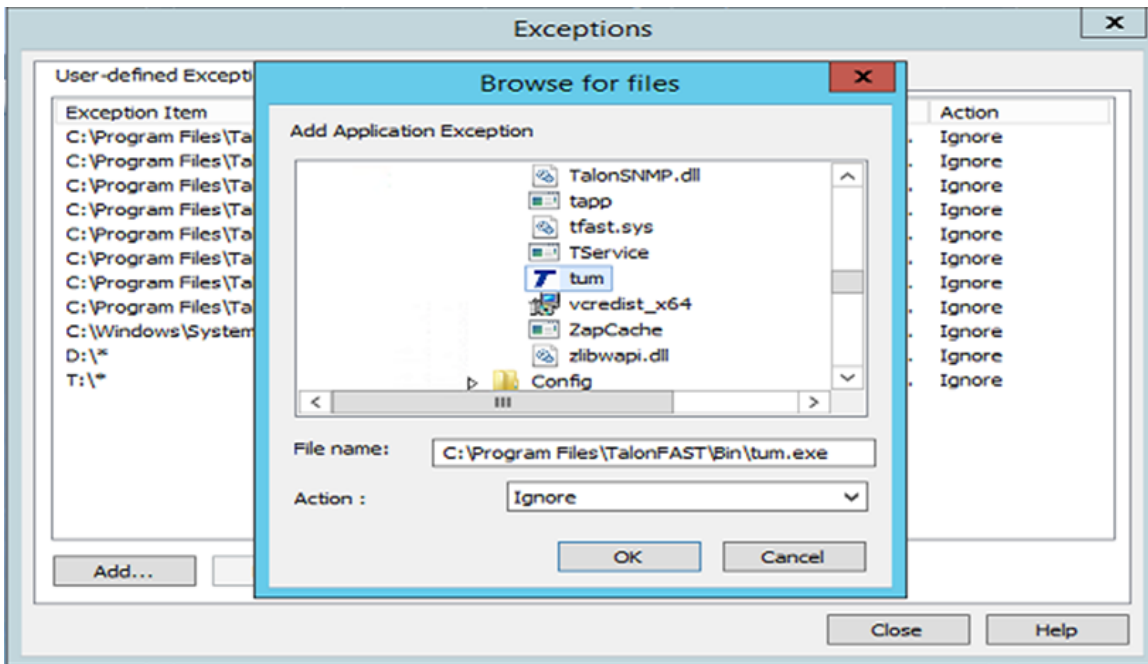 Exceptions
x
User-defined Excepti
Browse for files
x
Exception Item
Action
Add Application Exception
C:\Program Files\Ta
. Ignore
C:\Program Files\Ta
. Ignore
C:\Program Files\Ta
. Ignore
C:\Program Files\Ta
. Ignore
C:\Program Files\Ta
. Ignore
C:\Program Files\Ta
. Ignore
C:\Program Files\Ta
. Ignore
C:\Program Files\Ta
. Ignore
C:\Windows\System
. Ignore
D:\*
. Ignore
T:\*
. Ignore
TalonSNMP.dll
tapp
tfast.sys
TService
T tum
vcredist_x64
ZapCache
zlibwapi.dll
Config
File name:
C:\Program Files\TalonFAST\Bin\tum.exe
Action :
Ignore
OK
Cancel
Add...
Close
Help